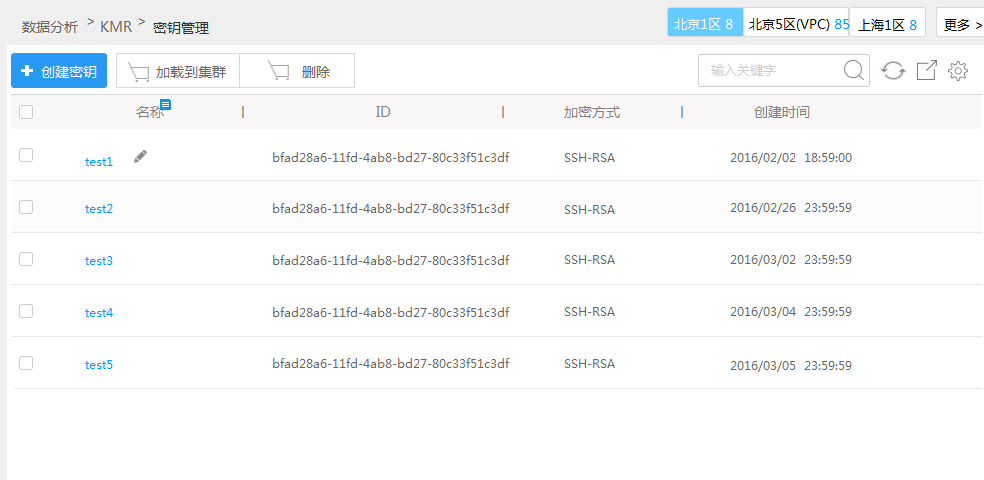 数据分析 > KMR > 密钥管理 北京1区 8 北京5区(VPC) 85 上海1区 8 更多 >
+ 创建密钥 加载到集群 删除 输入关键字
名称 | ID | 加密方式 | 创建时间
test1 bfad28a6-11fd-4ab8-bd27-80c33f51c3df SSH-RSA 2016/02/02 18:59:00
test2 bfad28a6-11fd-4ab8-bd27-80c33f51c3df SSH-RSA 2016/02/26 23:59:59
test3 bfad28a6-11fd-4ab8-bd27-80c33f51c3df SSH-RSA 2016/03/02 23:59:59
test4 bfad28a6-11fd-4ab8-bd27-80c33f51c3df SSH-RSA 2016/03/04 23:59:59
test5 bfad28a6-11fd-4ab8-bd27-80c33f51c3df SSH-RSA 2016/03/05 23:59:59